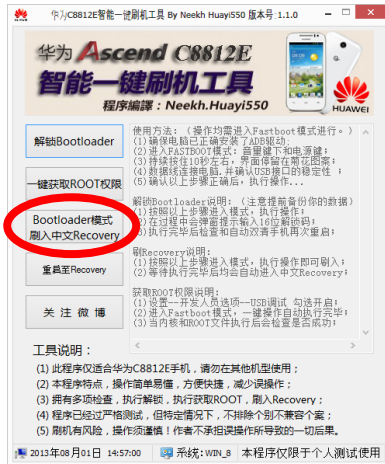 华为C8812E智能一键刷机工具 By Neekh Huayi550 版本号:1.1.0
华为 Ascend C8812E
智能一键刷机工具
程序编译：Neekh.Huayi550
HUAWEI
解锁Bootloader
一键获取ROOT权限
Bootloader模式
刷入中文Recovery
重启至Recovery
关 注 微 博
使用方法：（操作均需进入Fastboot模式进行。）
(1)确保电脑已正确安装了ADB驱动；
(2)进入FASTBOOT模式：音量键下和电源键；
(3)持续按住10秒左右，界面停留在菊花图案；
(4)数据线连接电脑，并确认USB接口的稳定性 ；
(5)确认以上步骤正确后，执行操作...
解锁Bootloader说明：（注意提前备份你的数据）
(1)按照以上步骤进入模式，执行操作；
(2)在过程中会弹窗提示输入16位解锁码；
(3)执行完后检查和自动双清手机再次重启；
刷Recovery说明：
(1)按照以上步骤进入模式，执行操作即可刷入；
(2)等待执行完毕后均会自动进入中文Recovery；
获取ROOT权限说明：
(1)设置--开发人员选项--USB调试 勾选开启；
(2)进入Fastboot模式，一键操作自动执行完毕；
(3)当内核和ROOT文件执行后会检查是否成功；
工具说明：
(1) 此程序仅适合华为C8812E手机，请勿在其他机型使用；
(2) 本程序特点，操作简单易懂，方便快捷，减少误操作；
(3) 拥有多项检查，执行解锁，执行获取ROOT，刷入Recovery；
(4) 程序已经过严格测试，但特定情况下，不排除个别不兼容个案；
(5) 刷机有风险，操作须谨慎！作者不承担误操作所导致的一切后果。
2013年08月01日 14:57:00
系统: WIN_8
本程序仅限于个人测试使用